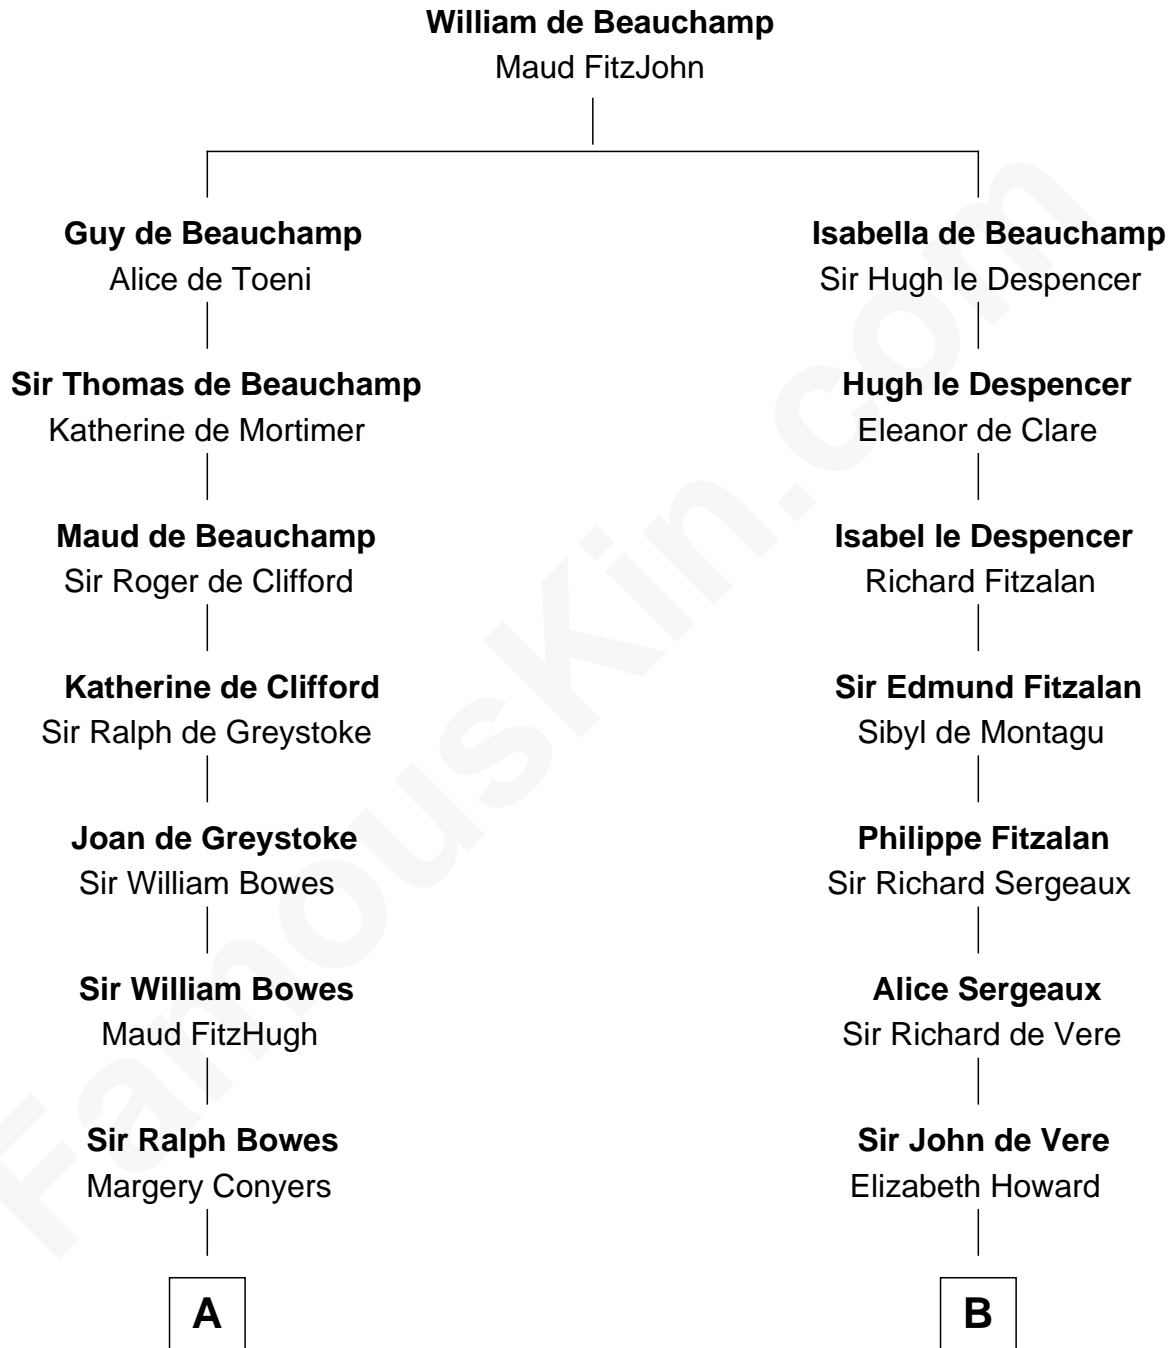 William de Beauchamp
Maud FitzJohn
Guy de Beauchamp
Alice de Toeni
Isabella de Beauchamp
Sir Hugh le Despencer
Sir Thomas de Beauchamp
Katherine de Mortimer
Hugh le Despencer
Eleanor de Clare
Maud de Beauchamp
Sir Roger de Clifford
Isabel le Despencer
Richard Fitzalan
Katherine de Clifford
Sir Ralph de Greystoke
Sir Edmund Fitzalan
Sibyl de Montagu
Joan de Greystoke
Sir William Bowes
Philippe Fitzalan
Sir Richard Sergeaux
Sir William Bowes
Maud FitzHugh
Alice Sergeaux
Sir Richard de Vere
Sir Ralph Bowes
Margery Conyers
Sir John de Vere
Elizabeth Howard
A
B
FamousKin.com